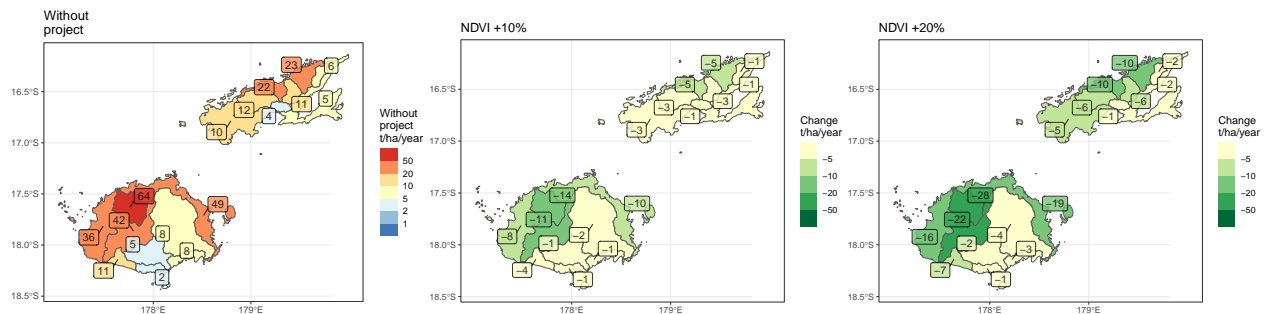 Without
project
23
6
22
5
12
11
4
10
64
49
42
36
8
5
8
11
2
16.5°S
17.0°S
17.5°S
18.0°S
18.5°S
178°E
179°E
Without
project
t/ha/year
50
20
10
5
2
1
NDVI +10%
−5
−1
−5
−1
−3
−3
−1
−3
−14
−10
−11
−8
−2
−1
−1
−4
−1
16.5°S
17.0°S
17.5°S
18.0°S
18.5°S
178°E
179°E
Change
t/ha/year
−5
−10
−20
−50
NDVI +20%
−10
−2
−10
−2
−6
−6
−1
−5
−28
−19
−22
−16
−4
−2
−3
−7
−1
16.5°S
17.0°S
17.5°S
18.0°S
18.5°S
178°E
179°E
Change
t/ha/year
−5
−10
−20
−50